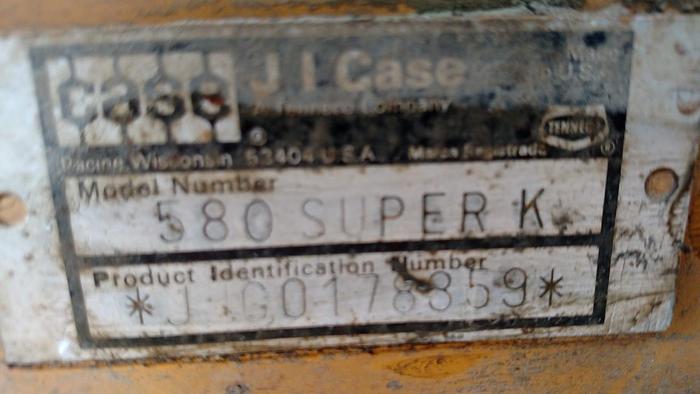 case J I Case
A Tenneco Company
Racine, Wisconsin 53404 U.S.A. Marca Registrada
TENNECO
Model Number
580 SUPER K
Product Identification Number
*JJG0178859*